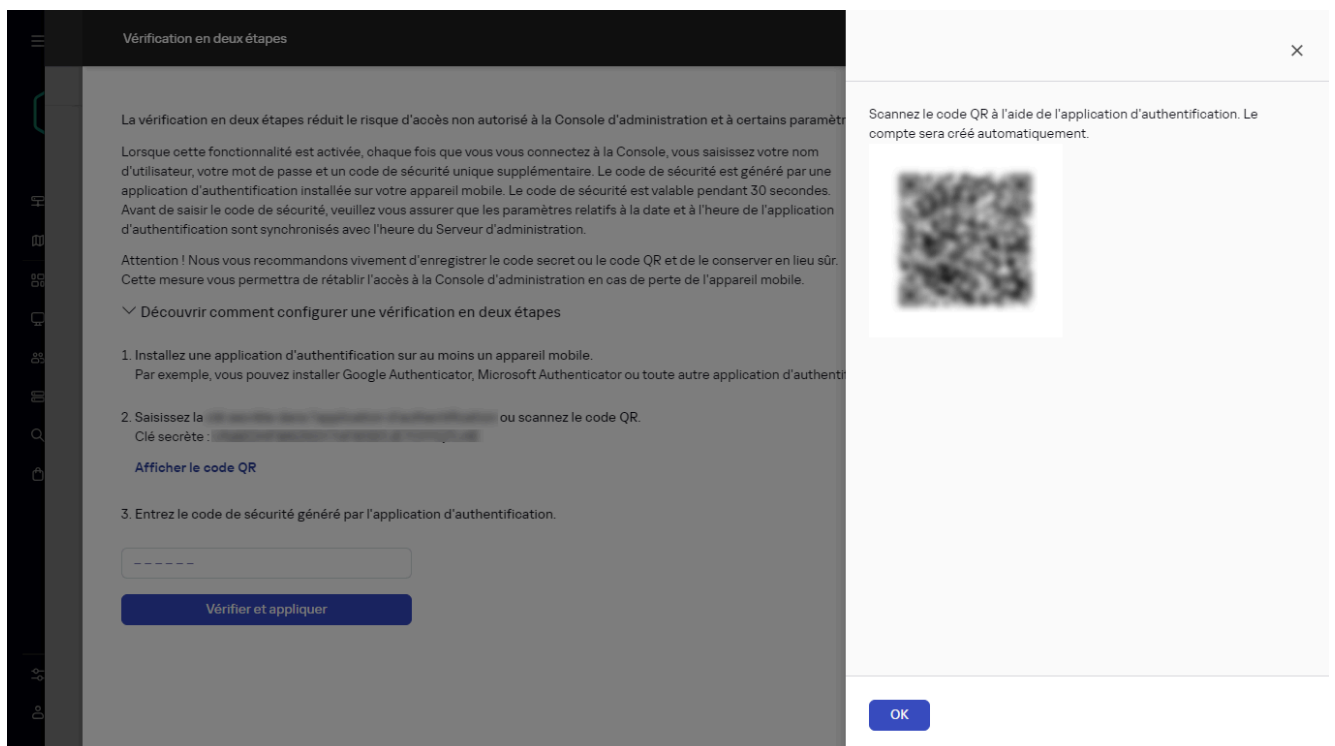 Vérification en deux étapes
La vérification en deux étapes réduit le risque d'accès non autorisé à la Console d'administration et à certains paramètr
Lorsque cette fonctionnalité est activée, chaque fois que vous vous connectez à la Console, vous saisissez votre nom
d'utilisateur, votre mot de passe et un code de sécurité unique supplémentaire. Le code de sécurité est généré par une
application d'authentification installée sur votre appareil mobile. Le code de sécurité est valable pendant 30 secondes.
Avant de saisir le code de sécurité, veuillez vous assurer que les paramètres relatifs à la date et à l'heure de l'application
d'authentification sont synchronisés avec l'heure du Serveur d'administration.
Attention ! Nous vous recommandons vivement d'enregistrer le code secret ou le code QR et de le conserver en lieu sûr.
Cette mesure vous permettra de rétablir l'accès à la Console d'administration en cas de perte de l'appareil mobile.
Découvrir comment configurer une vérification en deux étapes
1. Installez une application d'authentification sur au moins un appareil mobile.
Par exemple, vous pouvez installer Google Authenticator, Microsoft Authenticator ou toute autre application d'authenti
2. Saisissez la ou scannez le code QR.
Clé secrète :
Afficher le code QR
3. Entrez le code de sécurité généré par l'application d'authentification.
_ _ _ _ _ _
Vérifier et appliquer
Scannez le code QR à l'aide de l'application d'authentification. Le
compte sera créé automatiquement.
OK